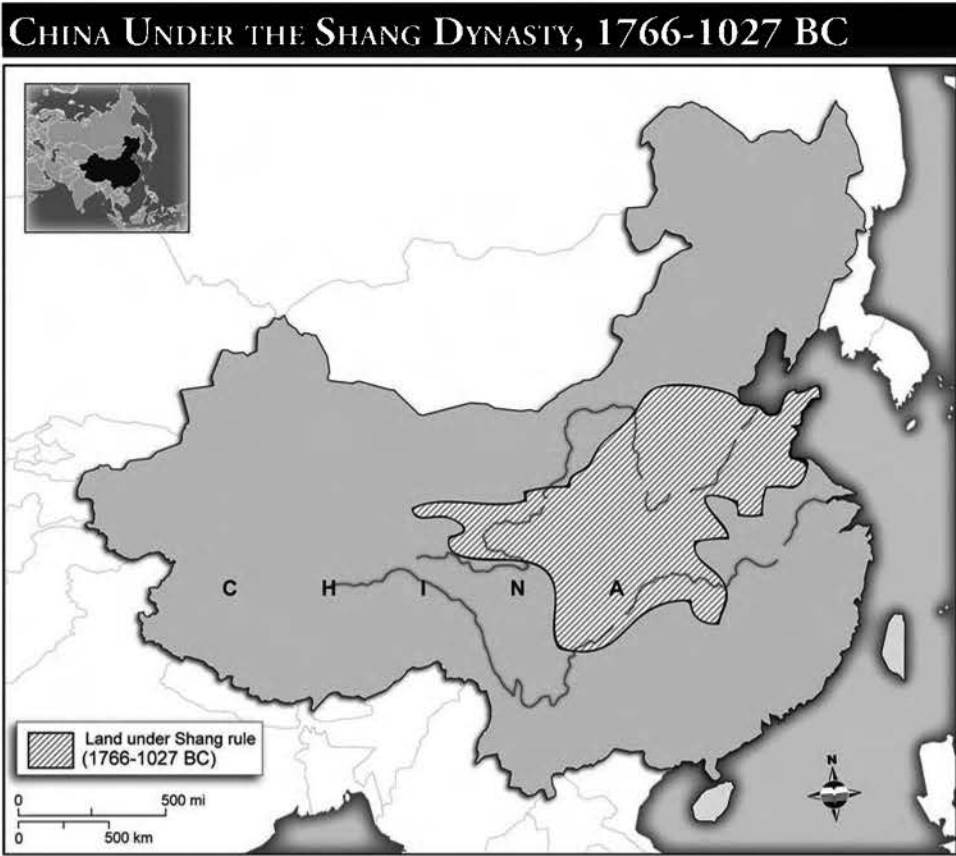 CHINA UNDER THE SHANG DYNASTY, 1766-1027 BC
C H I N A
Land under Shang rule
(1766-1027 BC)
0 500 mi
0 500 km
N